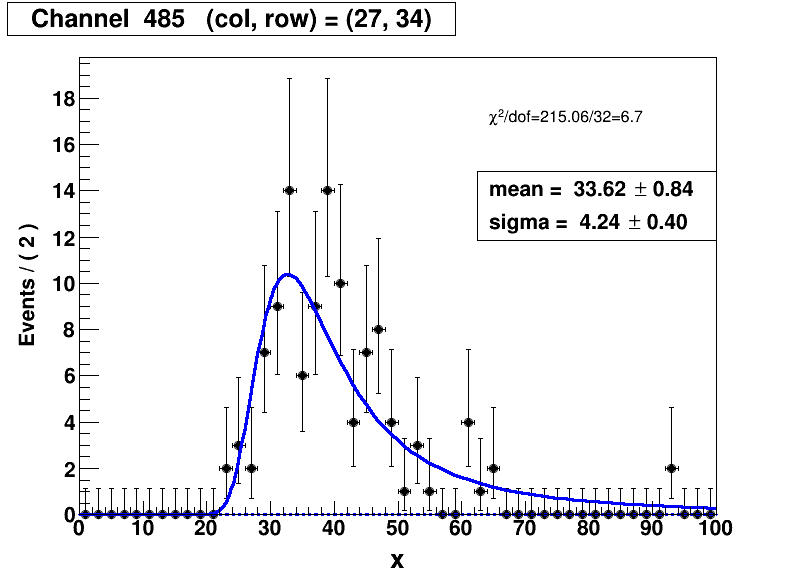 Channel 485 (col, row) = (27, 34)
χ²/dof=215.06/32=6.7
mean = 33.62 ± 0.84
sigma = 4.24 ± 0.40
Events / ( 2 )
18
16
14
12
10
8
6
4
2
0
0 10 20 30 40 50 60 70 80 90 100
x